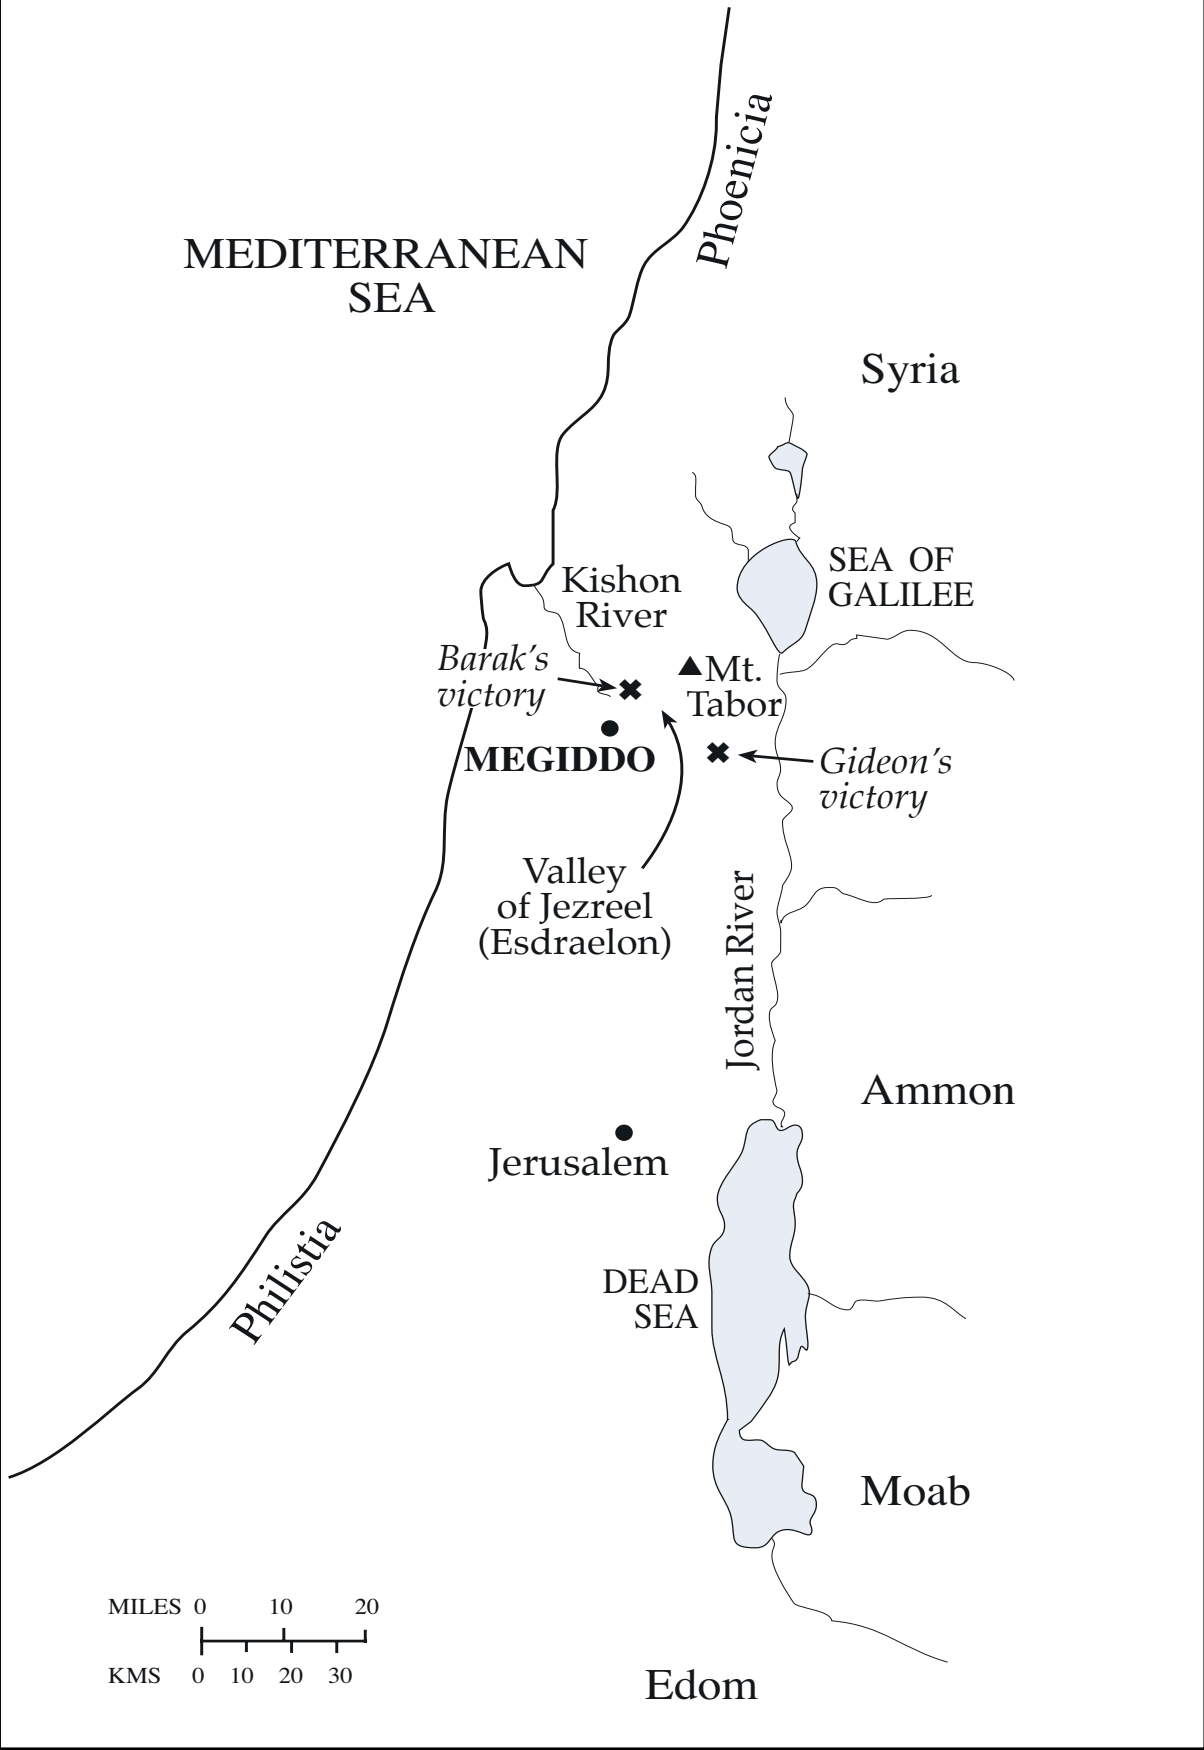 Phoenicia
MEDITERRANEAN
SEA
Syria
SEA OF
GALILEE
Kishon
River
Barak's
victory
Mt.
Tabor
MEGIDDO
Gideon's
victory
Valley
of Jezreel
(Esdraelon)
Jordan River
Ammon
Jerusalem
Philistia
DEAD
SEA
Moab
MILES 0 10 20
KMS 0 10 20 30
Edom